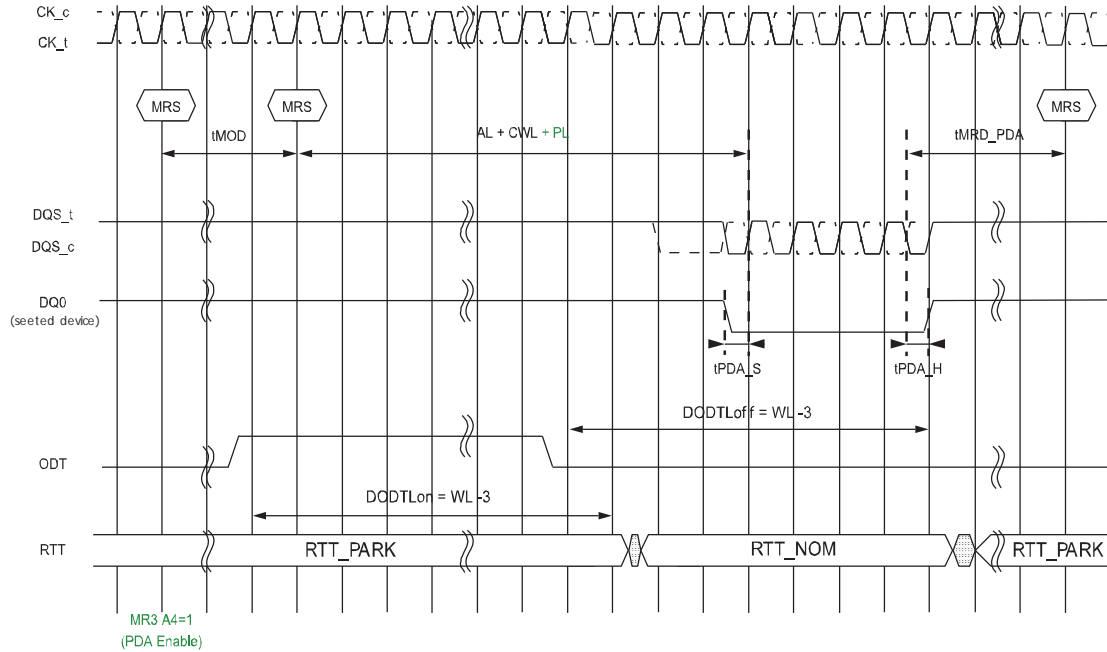 CK_c
CK_t
MRS
MRS
MRS
tMOD
AL + CWL + PL
tMRD_PDA
DQS_t
DQS_c
DQ0
(seeted device)
tPDA_S
tPDA_H
DODTLoff = WL -3
ODT
DODTLon = WL -3
RTT
RTT_PARK
RTT_NOM
RTT_PARK
MR3 A4=1
(PDA Enable)